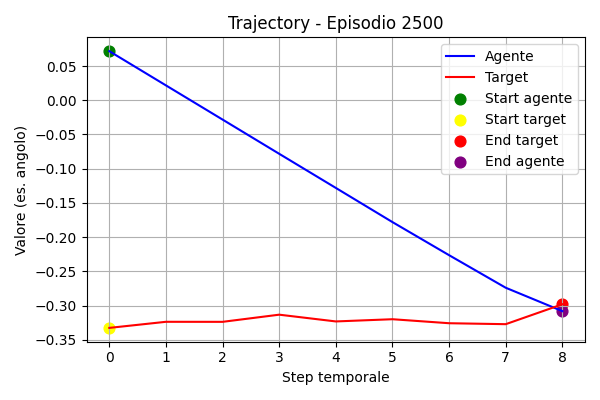 Trajectory - Episodio 2500
Valore (es. angolo)
0.05
0.00
−0.05
−0.10
−0.15
−0.20
−0.25
−0.30
−0.35
Agente
Target
Start agente
Start target
End target
End agente
0 1 2 3 4 5 6 7 8
Step temporale